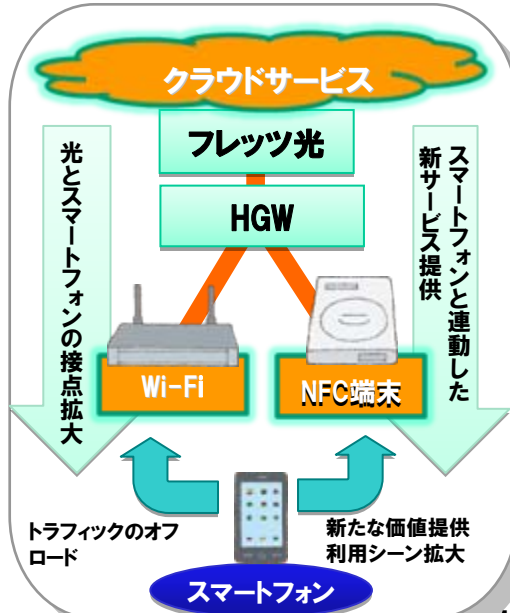 クラウドサービス
フレッツ光
HGW
光とスマートフォンの接点拡大
スマートフォンと連動した
新サービス提供
Wi-Fi
NFC端末
トラフィックのオフ
ロード
新たな価値提供
利用シーン拡大
スマートフォン